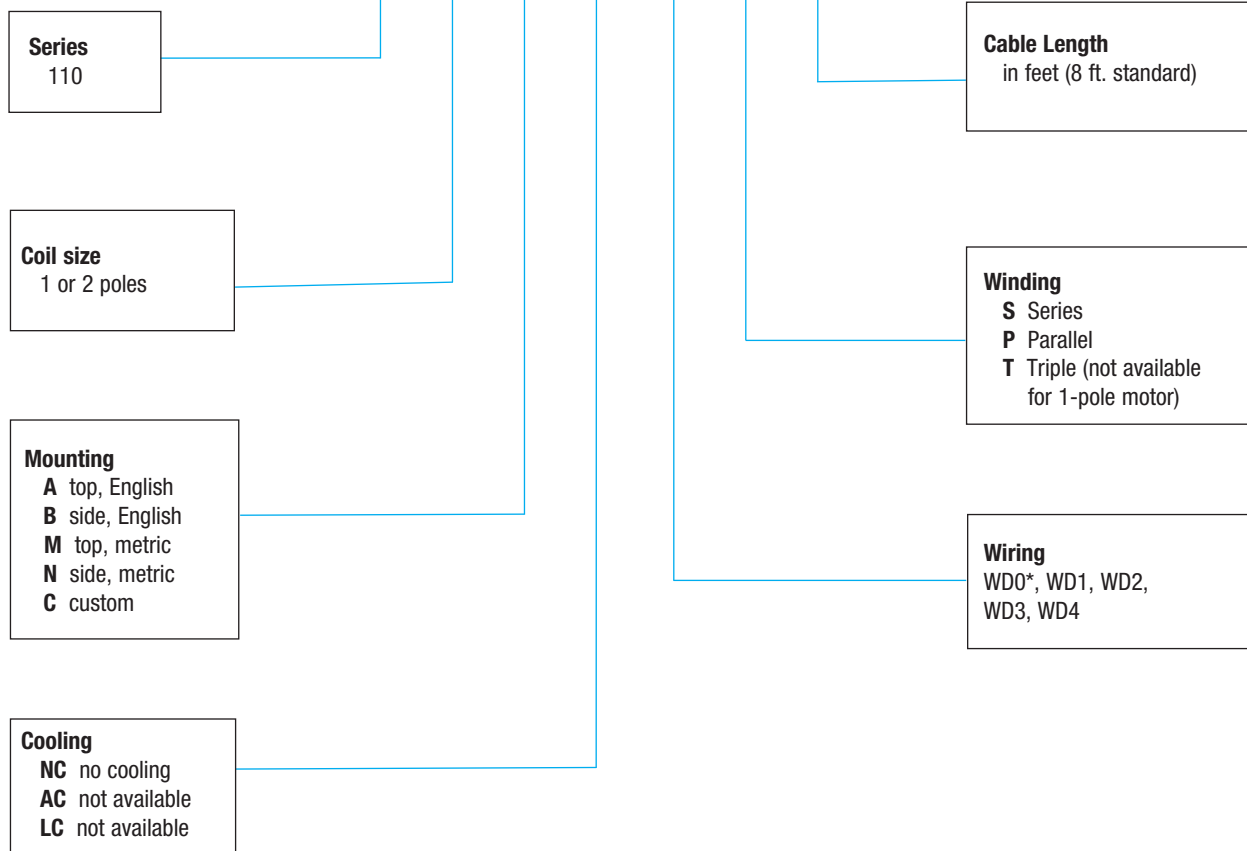 Series
110
Coil size
1 or 2 poles
Mounting
A top, English
B side, English
M top, metric
N side, metric
C custom
Cooling
NC no cooling
AC not available
LC not available
Cable Length
in feet (8 ft. standard)
Winding
S Series
P Parallel
T Triple (not available
for 1-pole motor)
Wiring
WD0*, WD1, WD2,
WD3, WD4